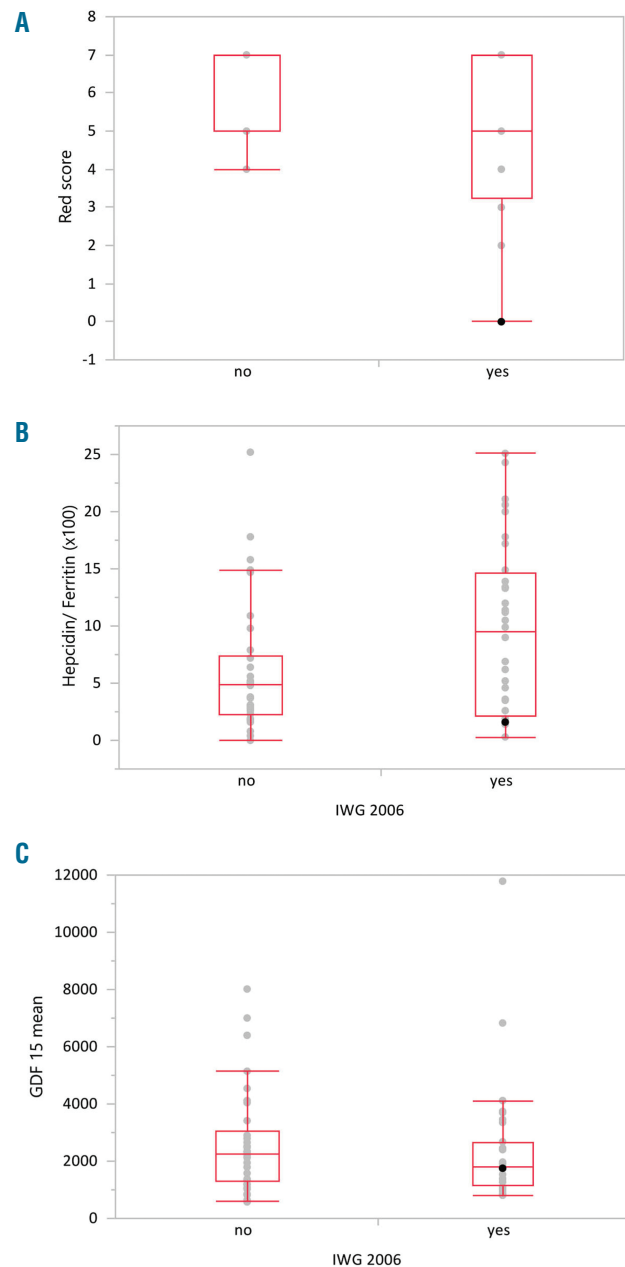 A
Red score
8
7
6
5
4
3
2
1
0
-1
no
yes
B
Hepcidin/ Ferritin (x100)
25
20
15
10
5
0
no
yes
IWG 2006
C
GDF 15 mean
12000
10000
8000
6000
4000
2000
0
no
yes
IWG 2006